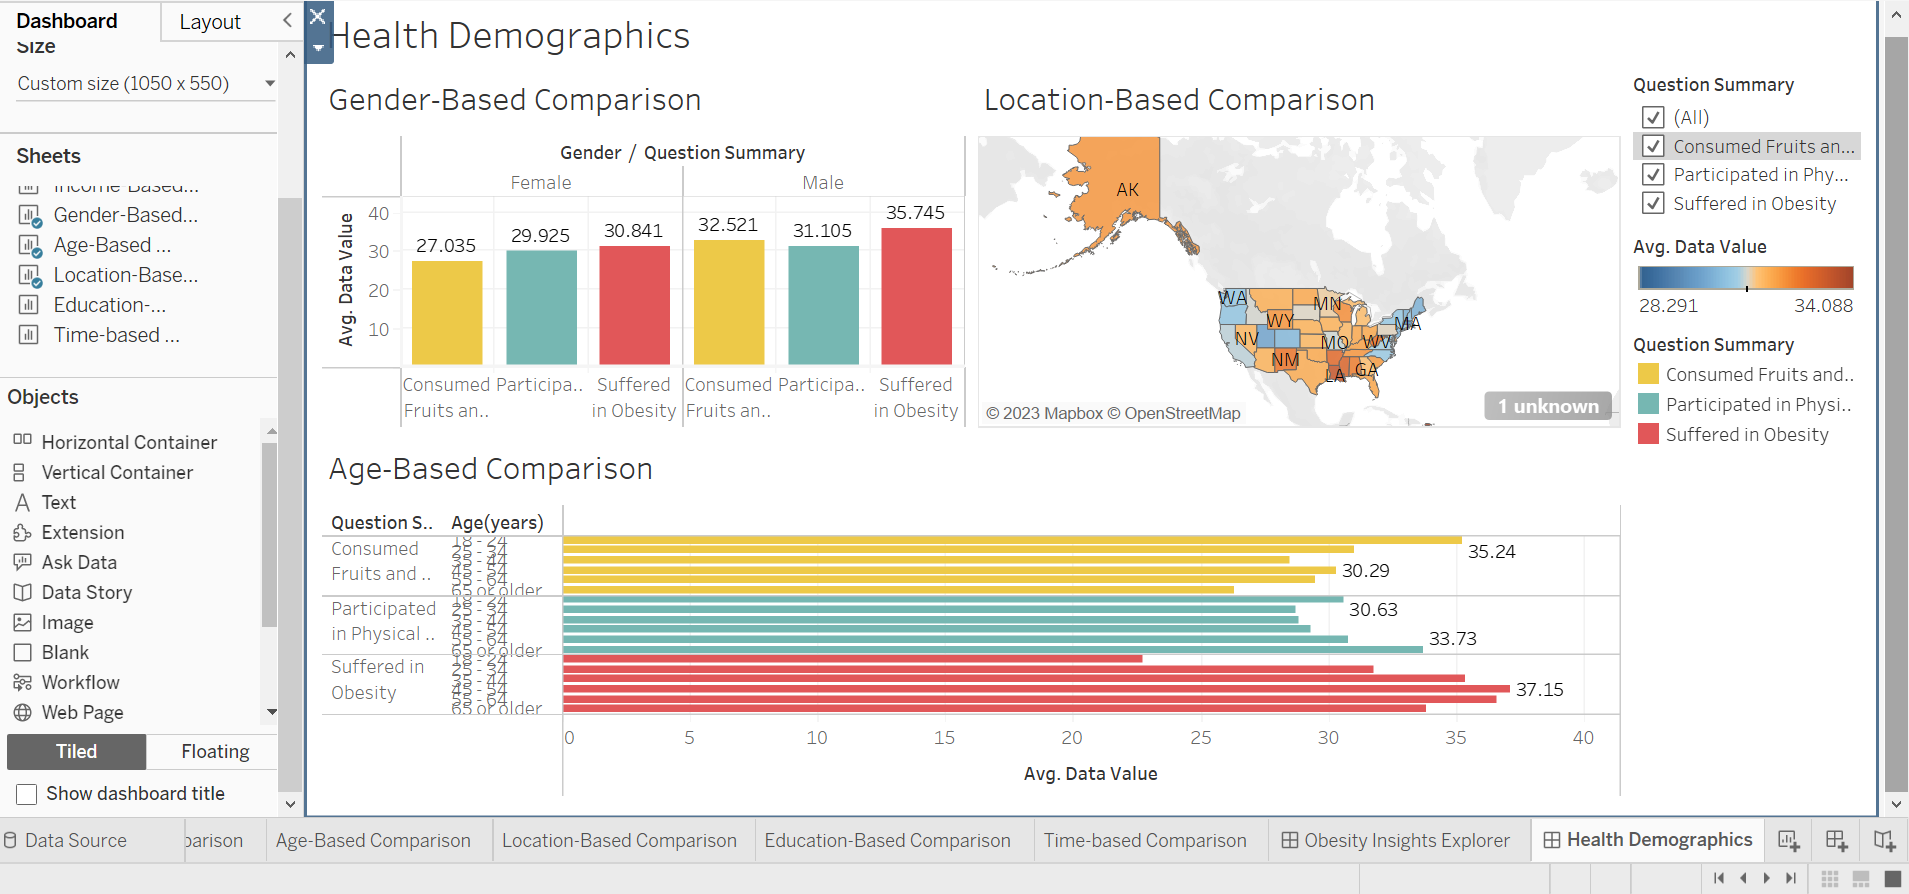 Dashboard
Layout
Size
Custom size (1050 x 550)
Sheets
Income Based...
Gender-Based...
Age-Based ...
Location-Base...
Education-...
Time-based ...
Objects
Horizontal Container
Vertical Container
Text
Extension
Ask Data
Data Story
Image
Blank
Workflow
Web Page
Tiled
Floating
Show dashboard title
Health Demographics
Gender-Based Comparison
Gender / Question Summary
Female
Male
Avg. Data Value
40
30
20
10
27.035
29.925
30.841
32.521
31.105
35.745
Consumed Fruits an..
Participa..
Suffered in Obesity
Consumed Fruits an..
Participa..
Suffered in Obesity
Location-Based Comparison
AK
WA
MN
WY
MA
NV
MO
WV
NM
LA
GA
© 2023 Mapbox © OpenStreetMap
1 unknown
Question Summary
(All)
Consumed Fruits an...
Participated in Phy...
Suffered in Obesity
Avg. Data Value
28.291
34.088
Question Summary
Consumed Fruits and..
Participated in Physi..
Suffered in Obesity
Age-Based Comparison
Question S..
Age(years)
Consumed
Fruits and ..
18 - 24
25 - 34
35 - 44
45 - 54
55 - 64
65 or older
35.24
30.29
Participated
in Physical ..
18 - 24
25 - 34
35 - 44
45 - 54
55 - 64
65 or older
30.63
33.73
Suffered in
Obesity
18 - 24
25 - 34
35 - 44
45 - 54
55 - 64
65 or older
37.15
0
5
10
15
20
25
30
35
40
Avg. Data Value
Data Source
parison
Age-Based Comparison
Location-Based Comparison
Education-Based Comparison
Time-based Comparison
Obesity Insights Explorer
Health Demographics